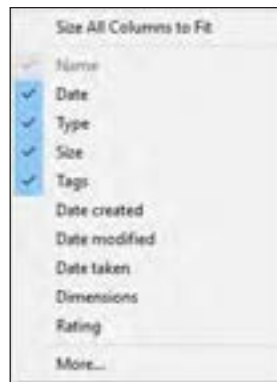 Size All Columns to Fit
Name
Date
Type
Size
Tags
Date created
Date modified
Date taken
Dimensions
Rating
More...